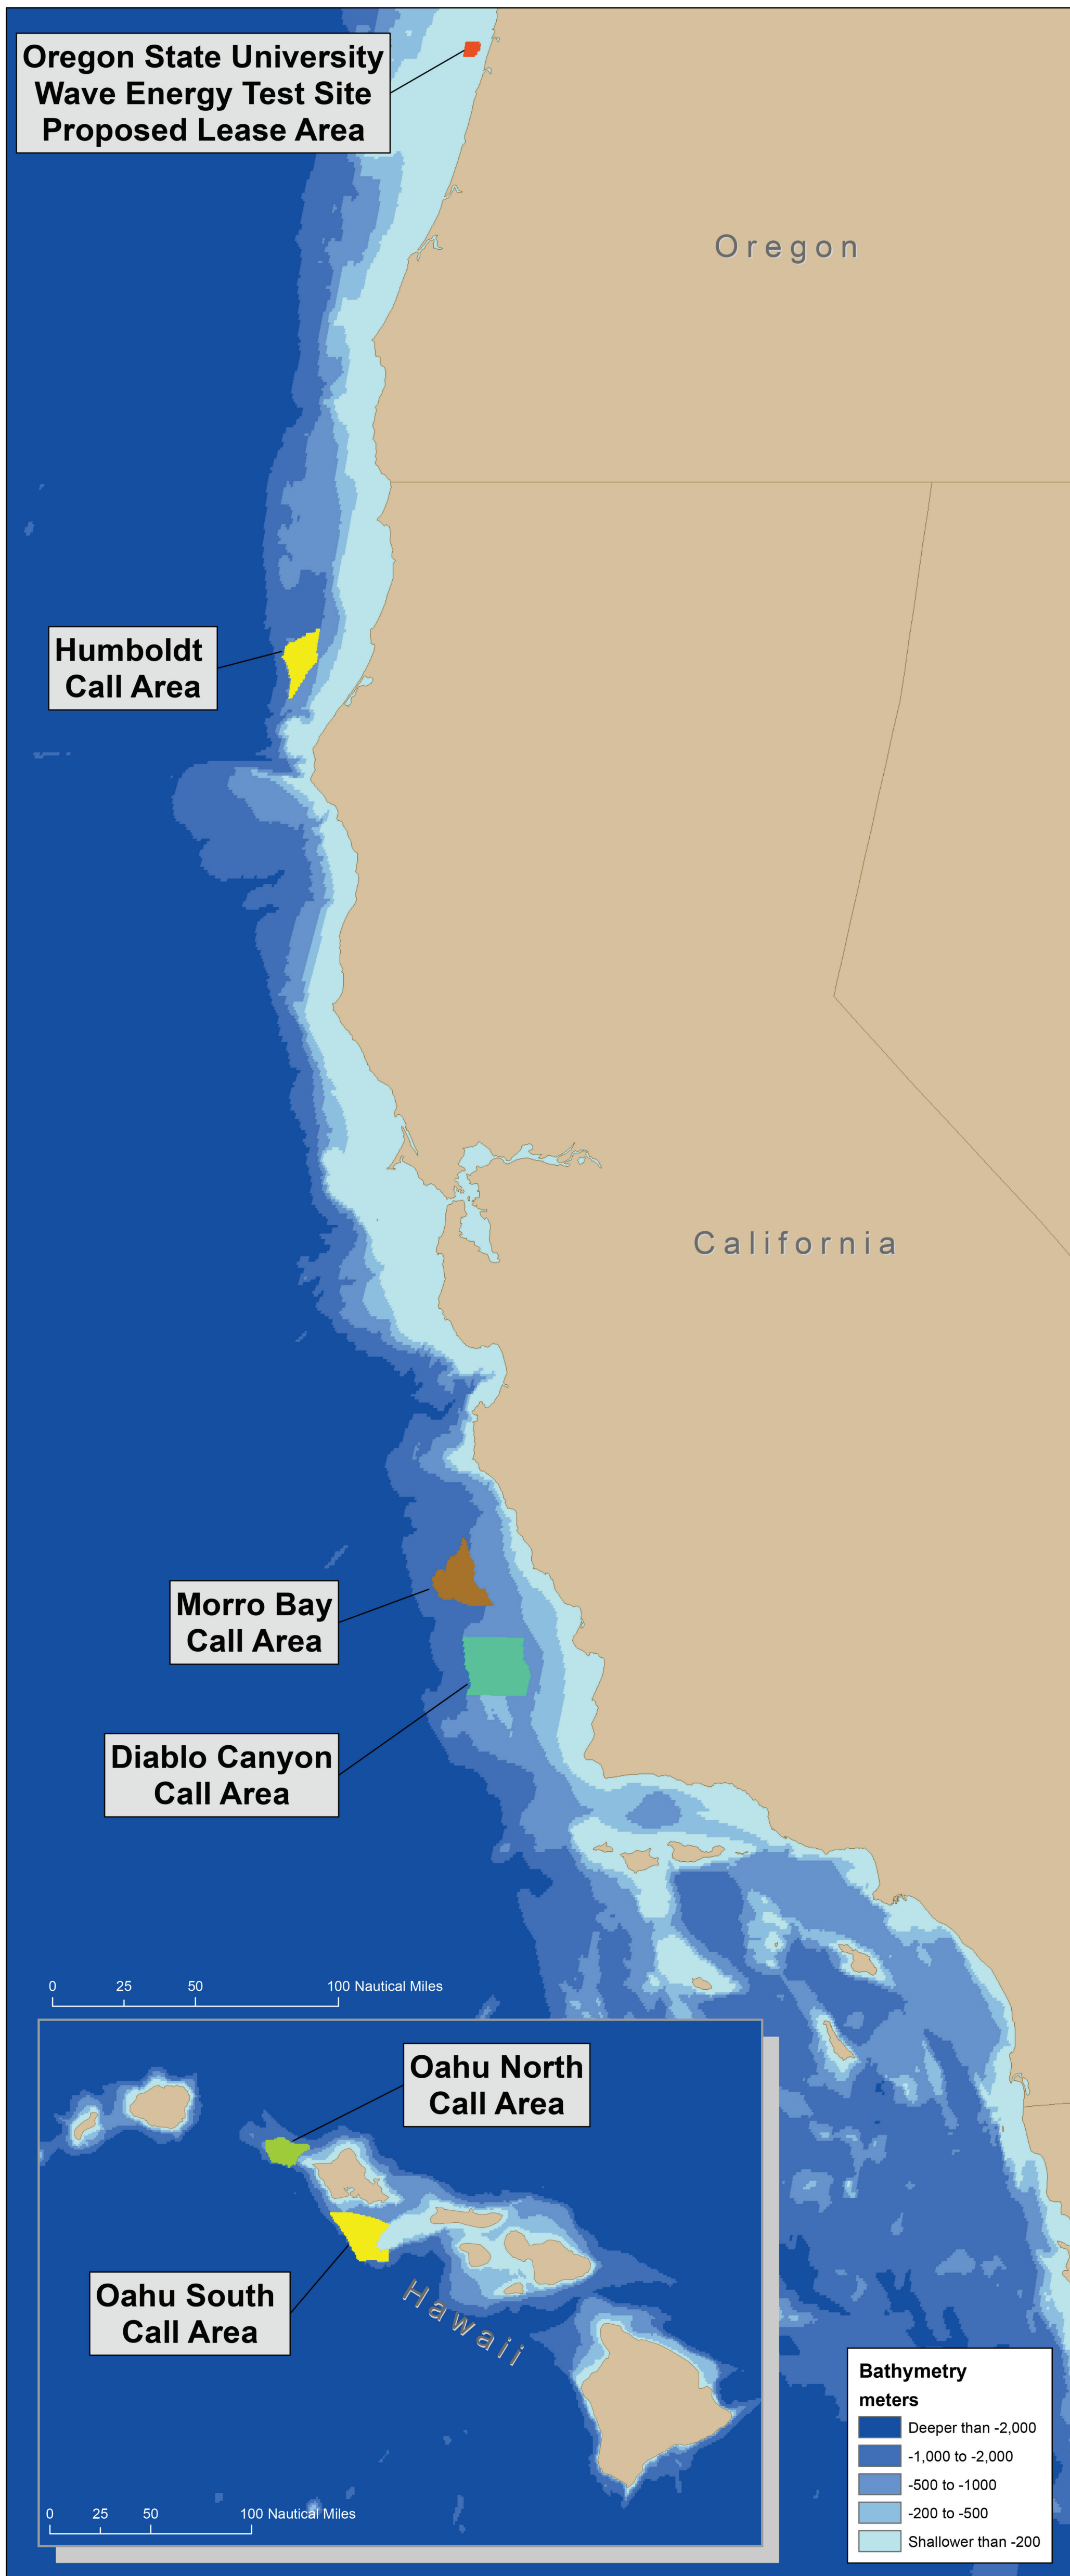 Oregon State University
Wave Energy Test Site
Proposed Lease Area
Oregon
Humboldt
Call Area
California
Morro Bay
Call Area
Diablo Canyon
Call Area
0 25 50 100 Nautical Miles
Oahu North
Call Area
Oahu South
Call Area
Hawaii
0 25 50 100 Nautical Miles
Bathymetry
meters
Deeper than -2,000
-1,000 to -2,000
-500 to -1000
-200 to -500
Shallower than -200